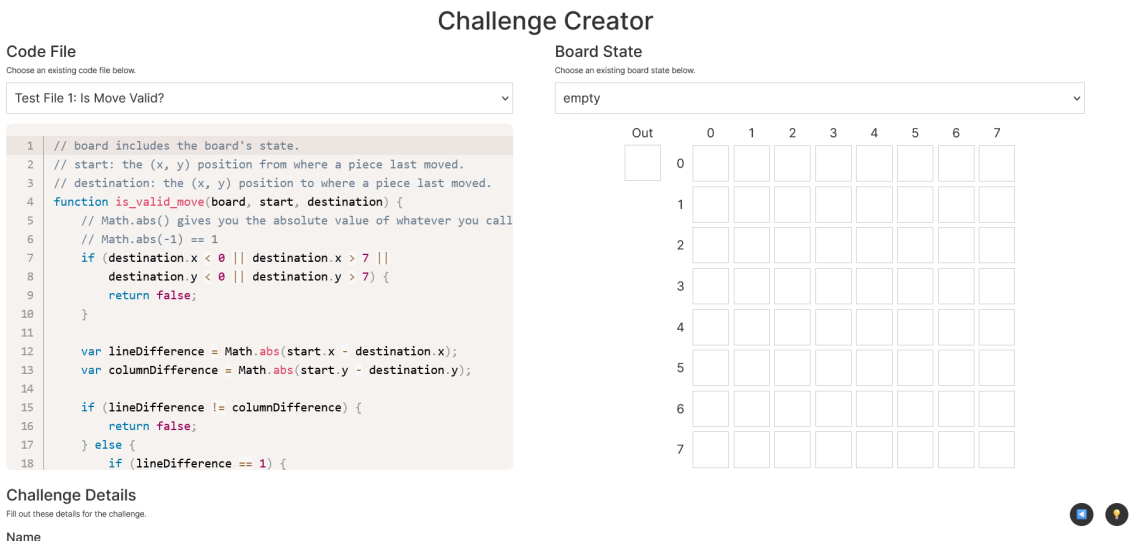 Challenge Creator
Code File
Choose an existing code file below.
Test File 1: Is Move Valid?
1 // board includes the board's state.
2 // start: the (x, y) position from where a piece last moved.
3 // destination: the (x, y) position to where a piece last moved.
4 function is_valid_move(board, start, destination) {
5     // Math.abs() gives you the absolute value of whatever you call
6     // Math.abs(-1) == 1
7     if (destination.x < 0 || destination.x > 7 ||
8         destination.y < 0 || destination.y > 7) {
9         return false;
10     }
11
12     var lineDifference = Math.abs(start.x - destination.x);
13     var columnDifference = Math.abs(start.y - destination.y);
14
15     if (lineDifference != columnDifference) {
16         return false;
17     } else {
18         if (lineDifference == 1) {
Board State
Choose an existing board state below.
empty
Out 0 1 2 3 4 5 6 7
0
1
2
3
4
5
6
7
Challenge Details
Fill out these details for the challenge.
Name